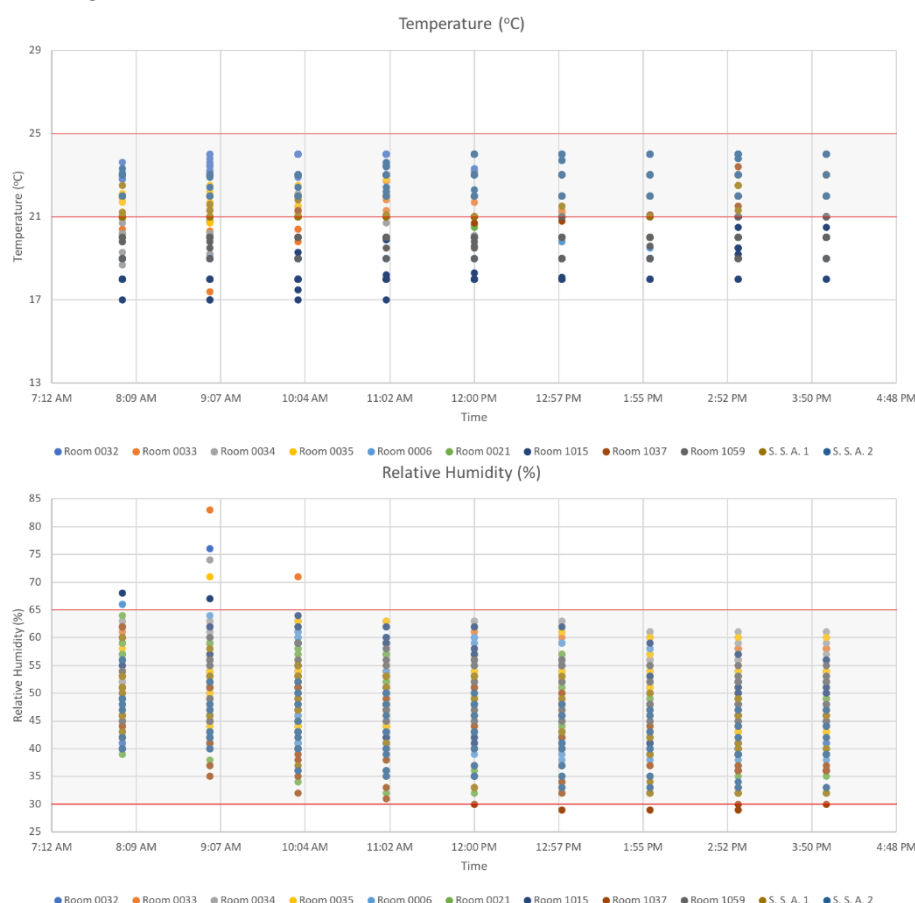 Temperature (°C)
29
25
21
17
13
Temperature (°C)
7:12 AM 8:09 AM 9:07 AM 10:04 AM 11:02 AM 12:00 PM 12:57 PM 1:55 PM 2:52 PM 3:50 PM 4:48 PM
Time
Room 0032 Room 0033 Room 0034 Room 0035 Room 0006 Room 0021 Room 1015 Room 1037 Room 1059 S. S. A. 1 S. S. A. 2
Relative Humidity (%)
85
80
75
70
65
60
55
50
45
40
35
30
25
Relative Humidity (%)
7:12 AM 8:09 AM 9:07 AM 10:04 AM 11:02 AM 12:00 PM 12:57 PM 1:55 PM 2:52 PM 3:50 PM 4:48 PM
Time
Room 0032 Room 0033 Room 0034 Room 0035 Room 0006 Room 0021 Room 1015 Room 1037 Room 1059 S. S. A. 1 S. S. A. 2